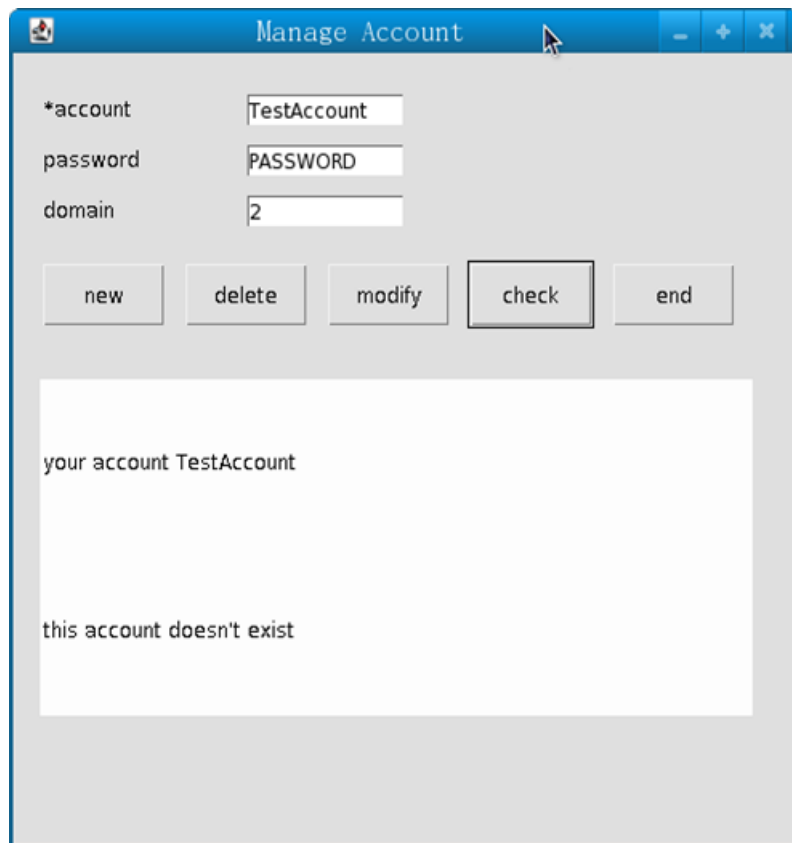 Manage Account
*account TestAccount
password PASSWORD
domain 2
new delete modify check end
your account TestAccount
this account doesn't exist